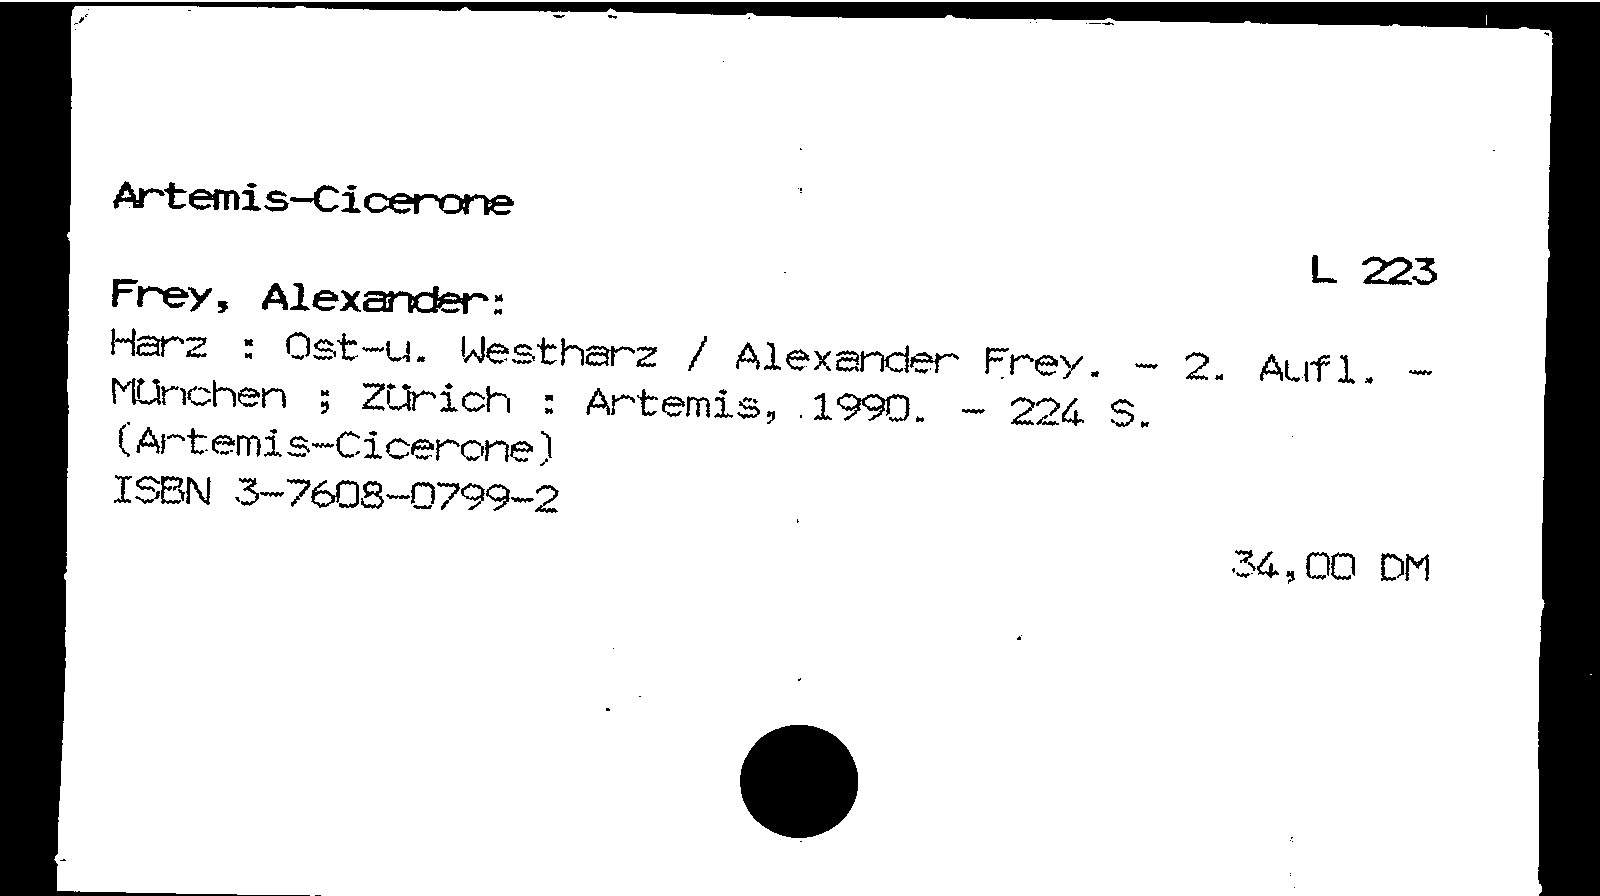 Artemis-Cicerone
L 223
Frey, Alexander:
Harz : Ost-u. Westharz / Alexander Frey. - 2. Aufl. -
München ; Zürich : Artemis, 1990. - 224 S.
(Artemis-Cicerone)
ISBN 3-7608-0799-2
34,00 DM